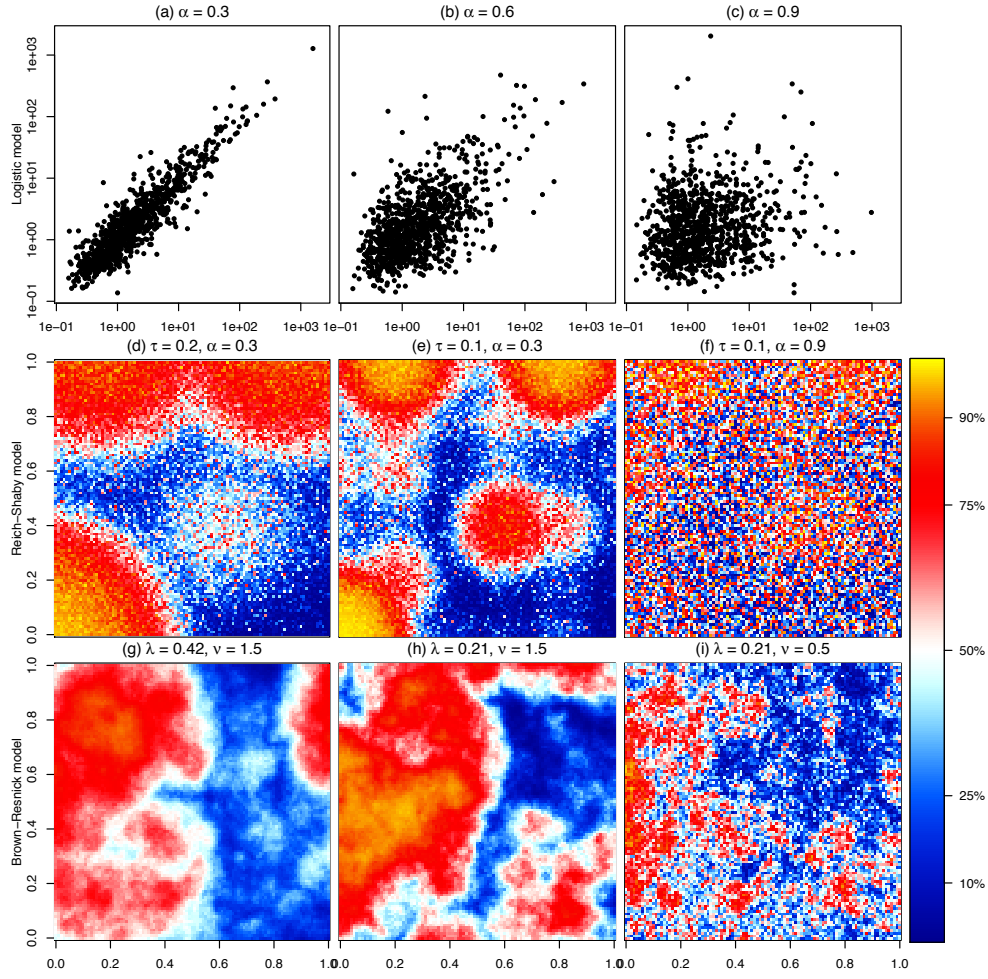 (a) α = 0.3
(b) α = 0.6
(c) α = 0.9
Logistic model
1e+03
1e+02
1e+01
1e+00
1e−01
1e−01 1e+00 1e+01 1e+02 1e+03
1e−01 1e+00 1e+01 1e+02 1e+03
1e−01 1e+00 1e+01 1e+02 1e+03
(d) τ = 0.2, α = 0.3
(e) τ = 0.1, α = 0.3
(f) τ = 0.1, α = 0.9
Reich−Shaby model
1.0
0.8
0.6
0.4
0.2
0.0
90%
75%
50%
25%
10%
(g) λ = 0.42, ν = 1.5
(h) λ = 0.21, ν = 1.5
(i) λ = 0.21, ν = 0.5
Brown−Resnick model
1.0
0.8
0.6
0.4
0.2
0.0
0.0 0.2 0.4 0.6 0.8 1.0
0.0 0.2 0.4 0.6 0.8 1.0
0.0 0.2 0.4 0.6 0.8 1.0